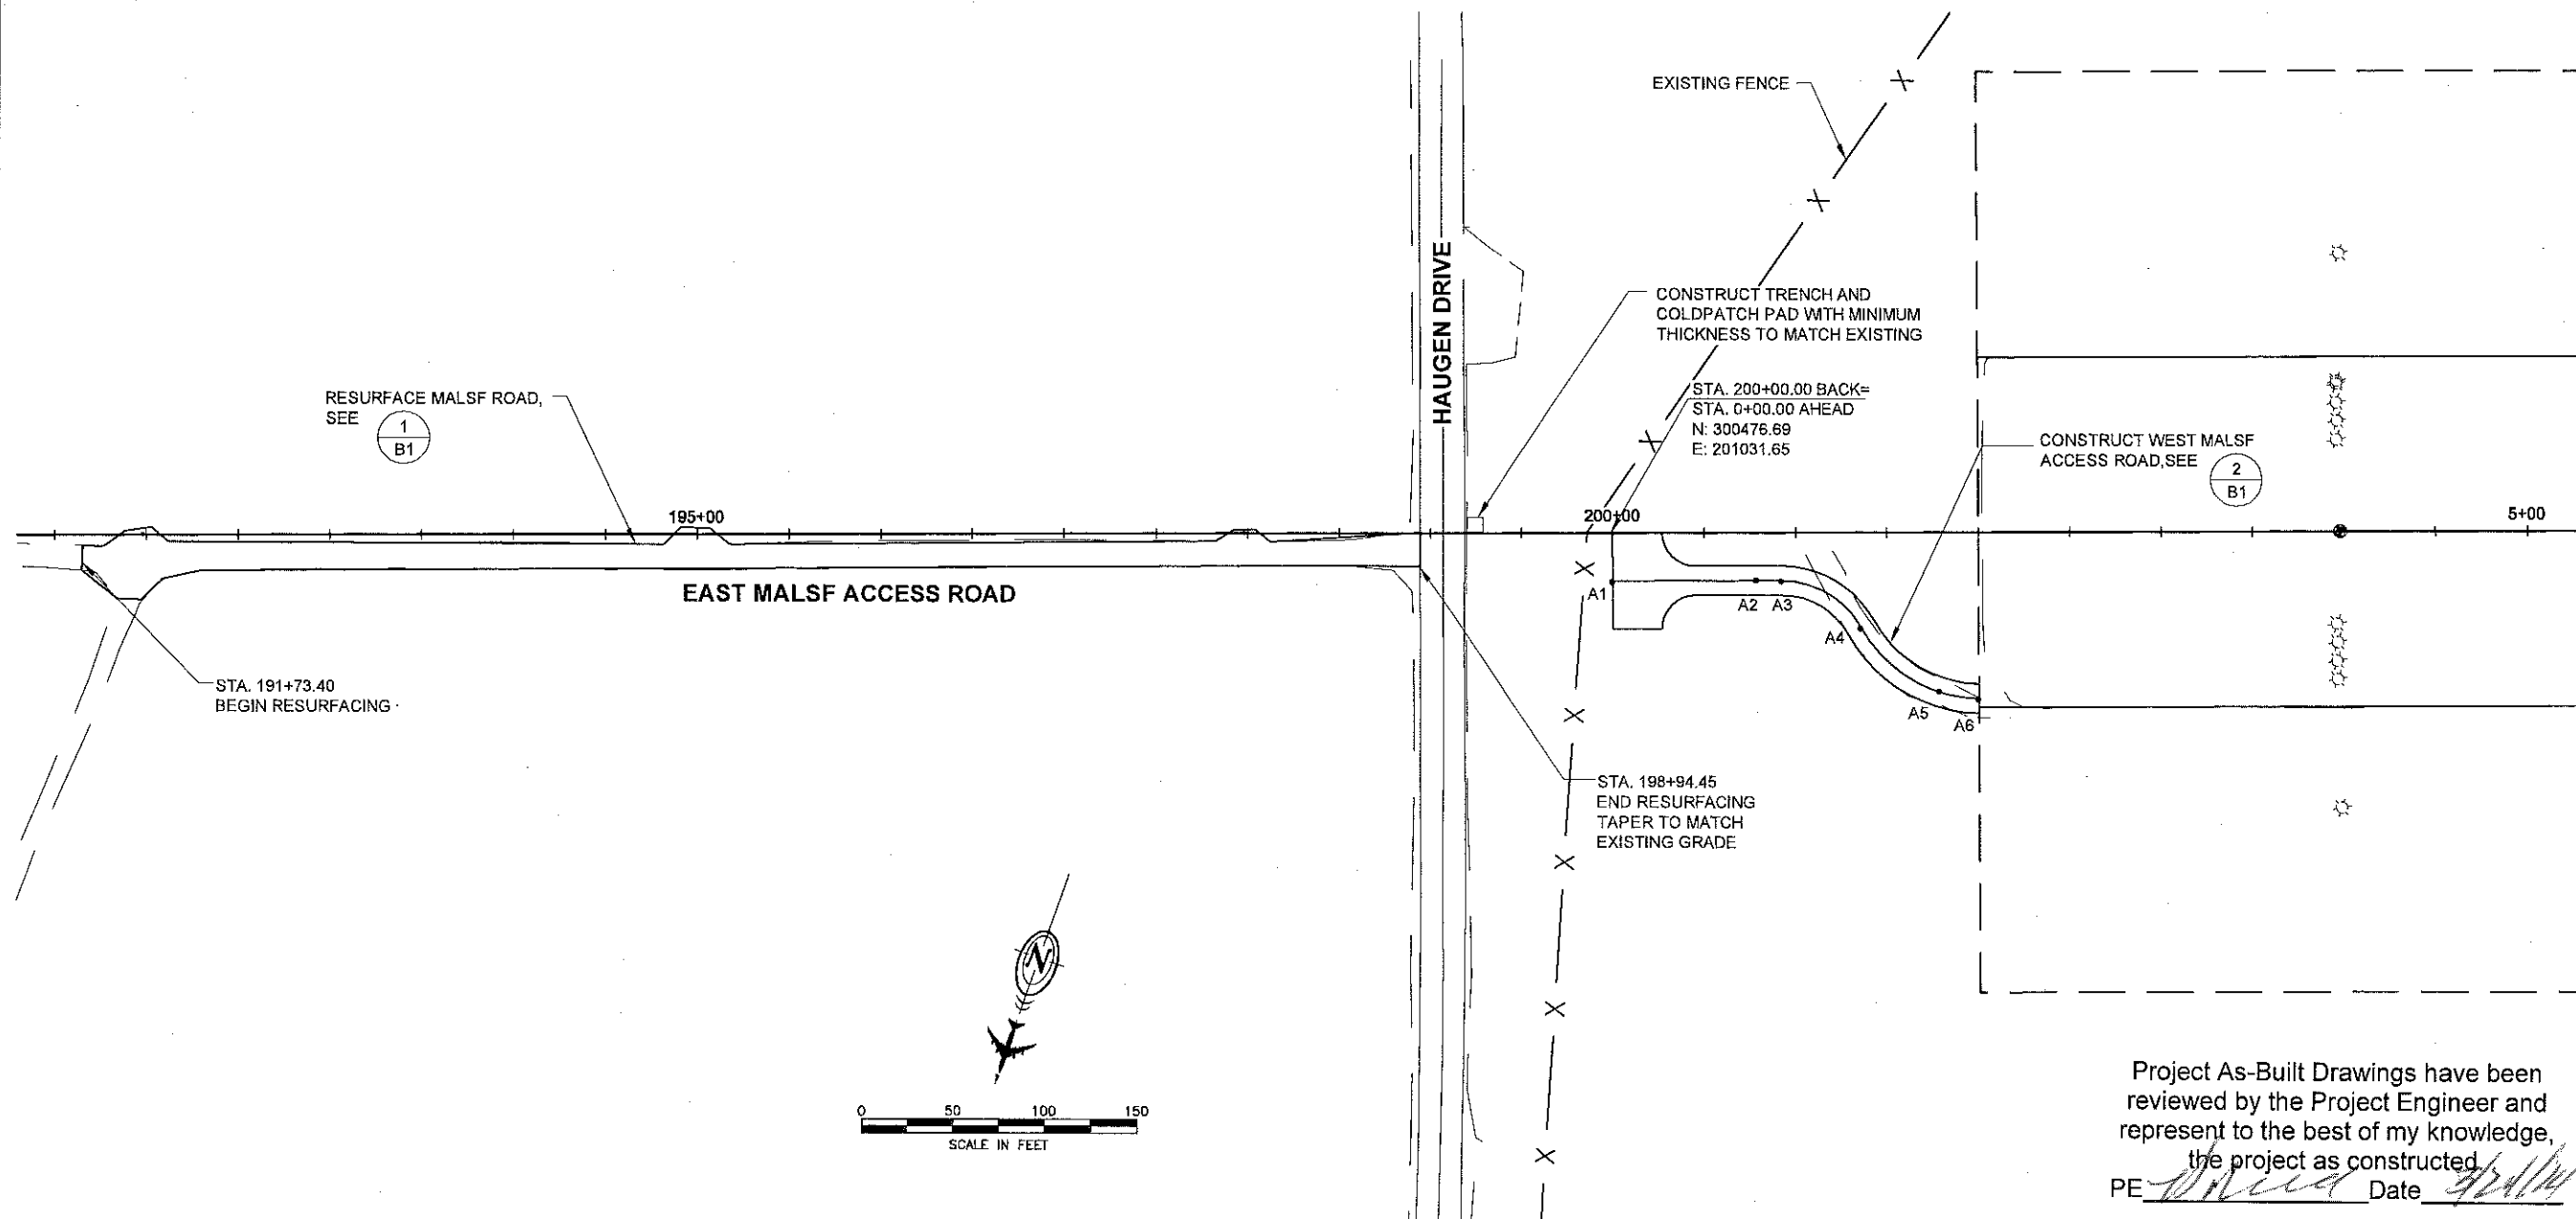 EXISTING FENCE
HAUGEN DRIVE
CONSTRUCT TRENCH AND
COLDPATCH PAD WITH MINIMUM
THICKNESS TO MATCH EXISTING
RESURFACE MALSF ROAD,
SEE
1
B1
STA. 200+00.00 BACK=
STA. 0+00.00 AHEAD
N: 300476.69
E: 201031.65
CONSTRUCT WEST MALSF
ACCESS ROAD,SEE
2
B1
195+00
200+00
5+00
EAST MALSF ACCESS ROAD
A1
A2
A3
A4
A5
A6
STA. 191+73.40
BEGIN RESURFACING
STA. 198+94.45
END RESURFACING
TAPER TO MATCH
EXISTING GRADE
N
0 50 100 150
SCALE IN FEET
Project As-Built Drawings have been
reviewed by the Project Engineer and
represent to the best of my knowledge,
the project as constructed
PE Date